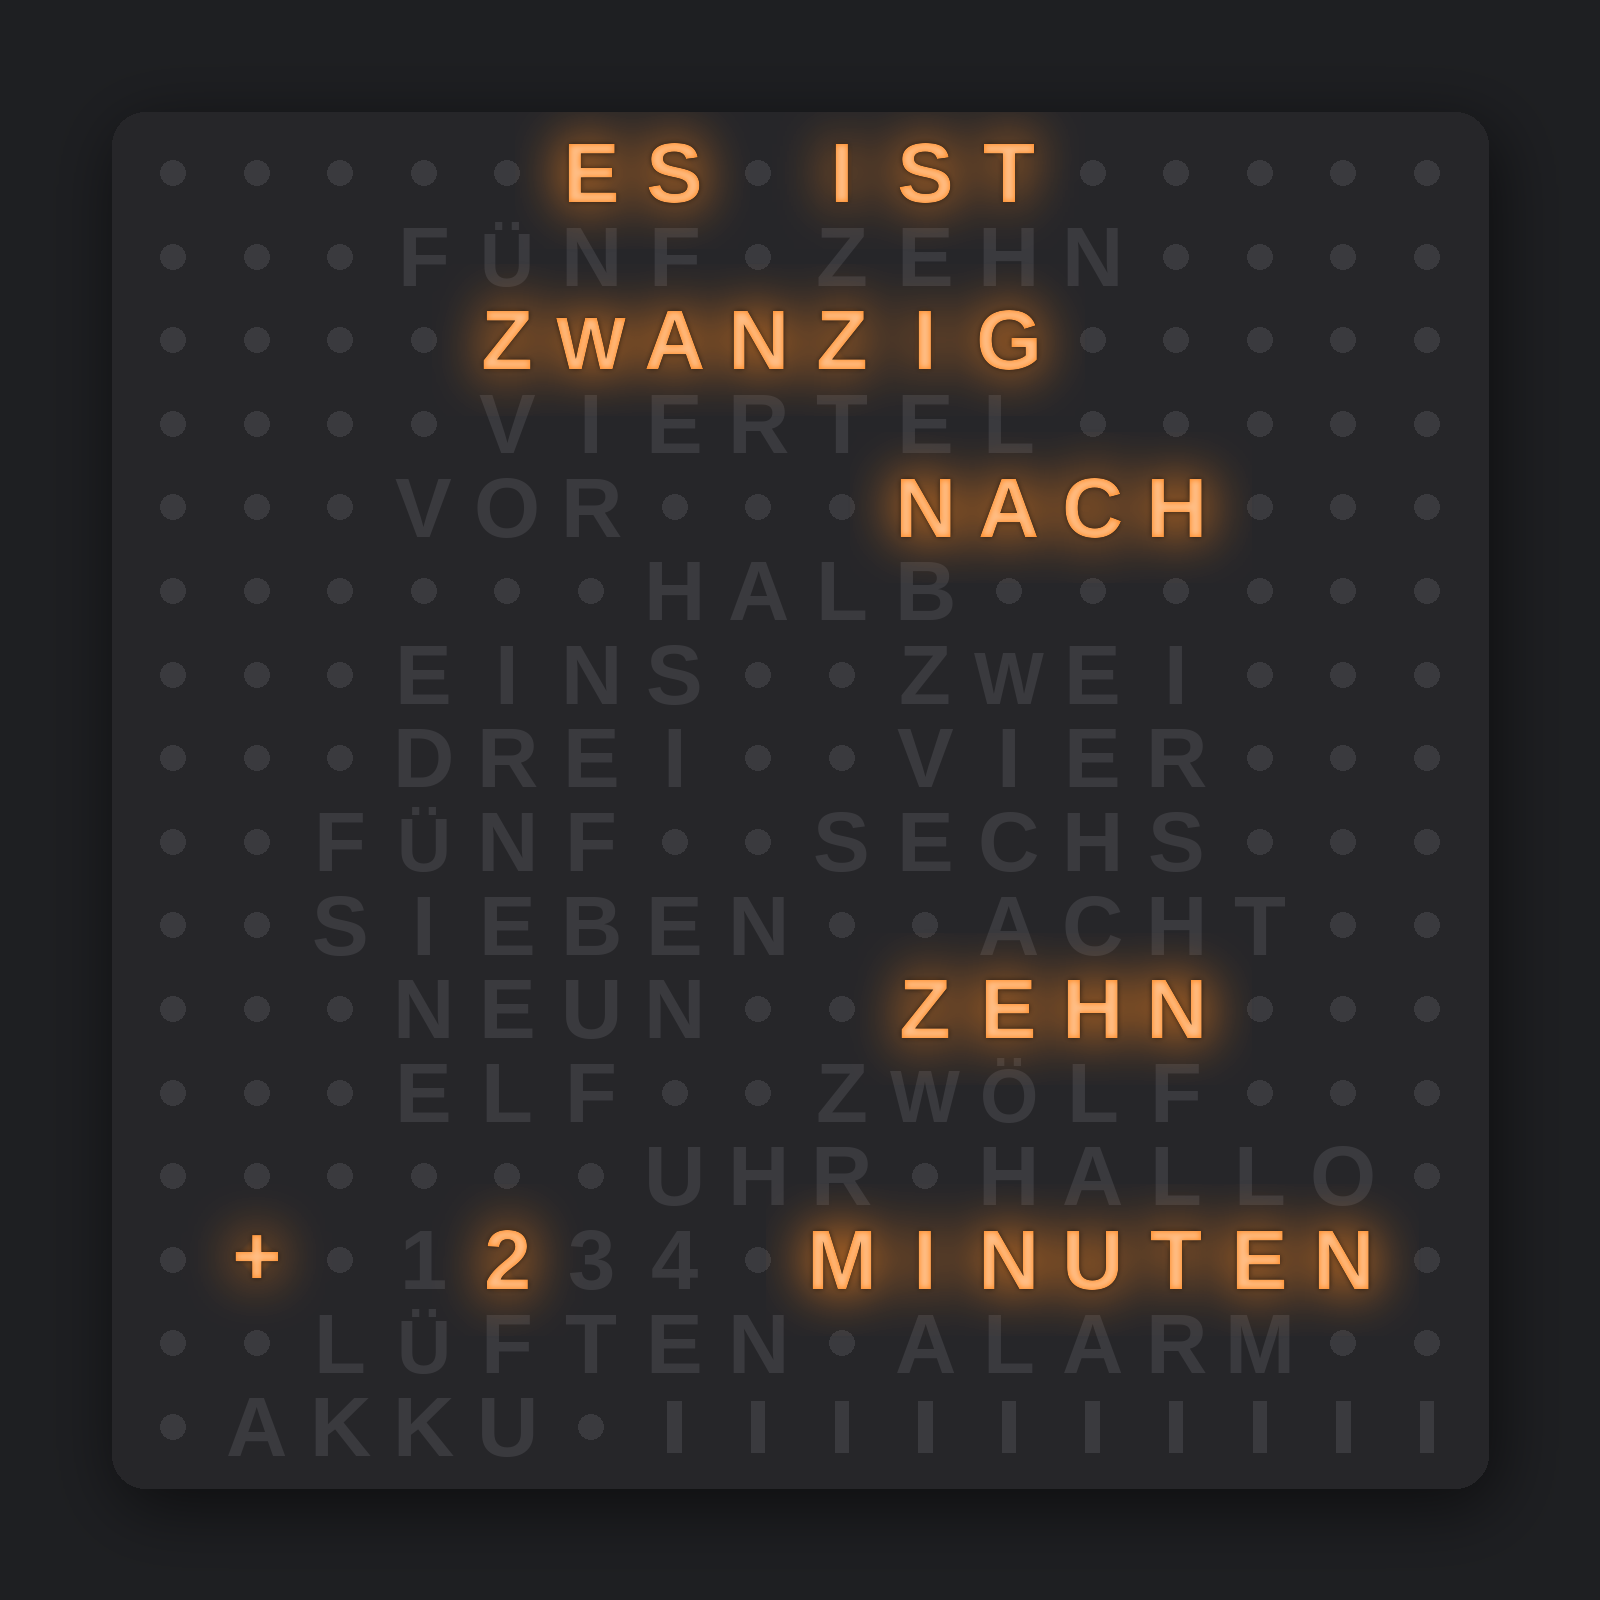 ES IST
FÜNF ZEHN
ZWANZIG
VIERTEL
VOR NACH
HALB
EINS ZWEI
DREI VIER
FÜNF SECHS
SIEBEN ACHT
NEUN ZEHN
ELF ZWÖLF
UHR HALLO
+ 1 2 3 4 MINUTEN
LÜFTEN ALARM
AKKU I I I I I I I I I I